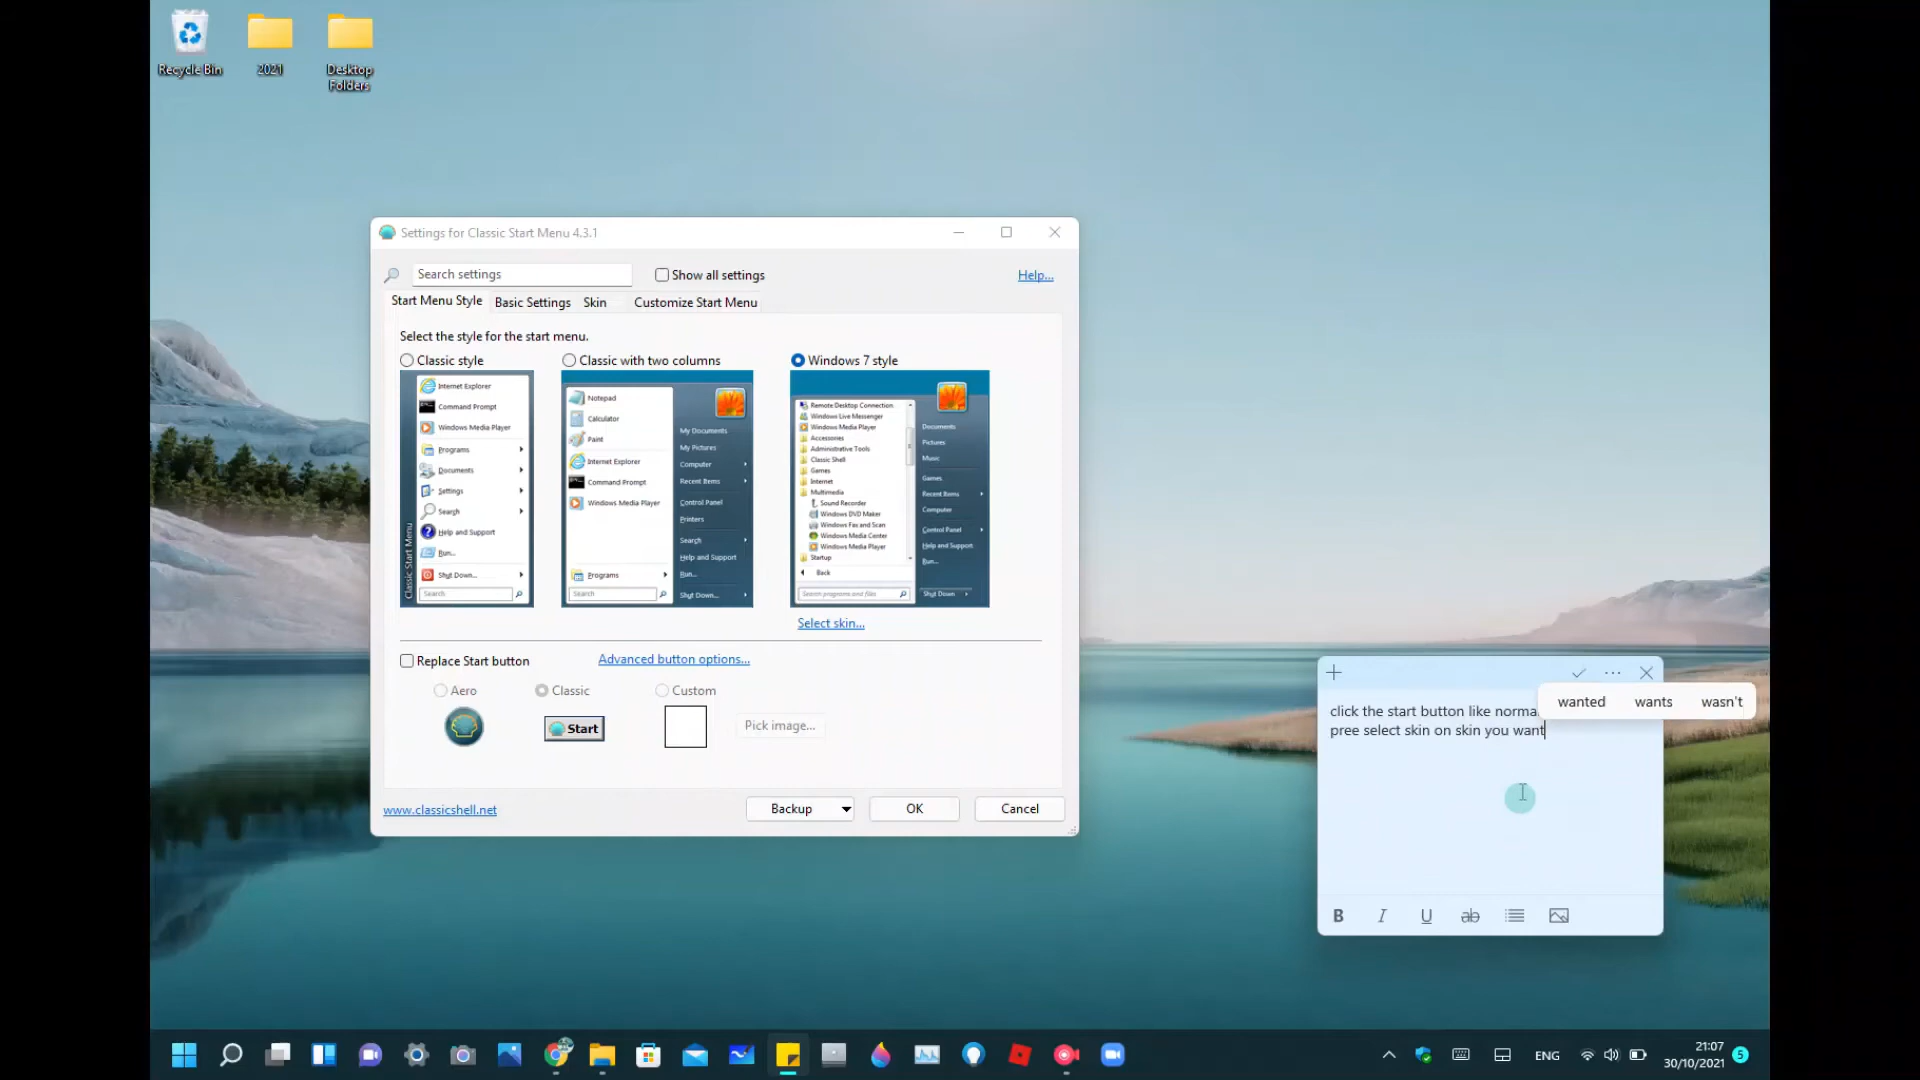 Recycle Bin
2021
Desktop
Folders
Settings for Classic Start Menu 4.3.1
Search settings
Show all settings
Help...
Start Menu Style
Basic Settings
Skin
Customize Start Menu
Select the style for the start menu.
Classic style
Classic with two columns
Windows 7 style
Internet Explorer
Command Prompt
Windows Media Player
Programs
Documents
Settings
Search
Help and Support
Run...
Shut Down...
Search
Classic Start Menu
Notepad
Calculator
Paint
Internet Explorer
Command Prompt
Windows Media Player
Programs
Search
My Documents
My Pictures
Computer
Recent Items
Control Panel
Printers
Search
Help and Support
Run...
Shut Down...
Remote Desktop Connection
Windows Live Messenger
Windows Media Player
Accessories
Administrative Tools
Classic Shell
Games
Internet
Multimedia
Sound Recorder
Windows DVD Maker
Windows Fax and Scan
Windows Media Center
Windows Media Player
Startup
Back
Search programs and files
Documents
Pictures
Music
Games
Recent Items
Computer
Control Panel
Help and Support
Run...
Shut Down
Select skin...
Replace Start button
Advanced button options...
Aero
Classic
Custom
Start
Pick image...
www.classicshell.net
Backup
OK
Cancel
wanted wants wasn't
click the start button like norma
pree select skin on skin you want
B I U ab
ENG
21:07
30/10/2021
5